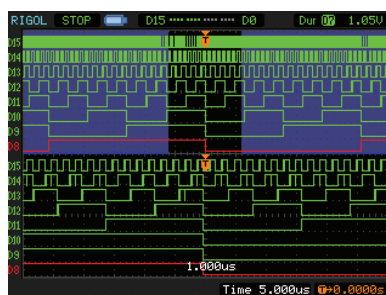 RIGOL STOP D15 ---- ---- ---- ---- D0 Dur D7 1.05V
T
D15
D14
D13
D12
D11
D10
D9
D8
T
D15
D14
D13
D12
D11
D10
D9
D8
1.000us
Time 5.000us T→0.0000s